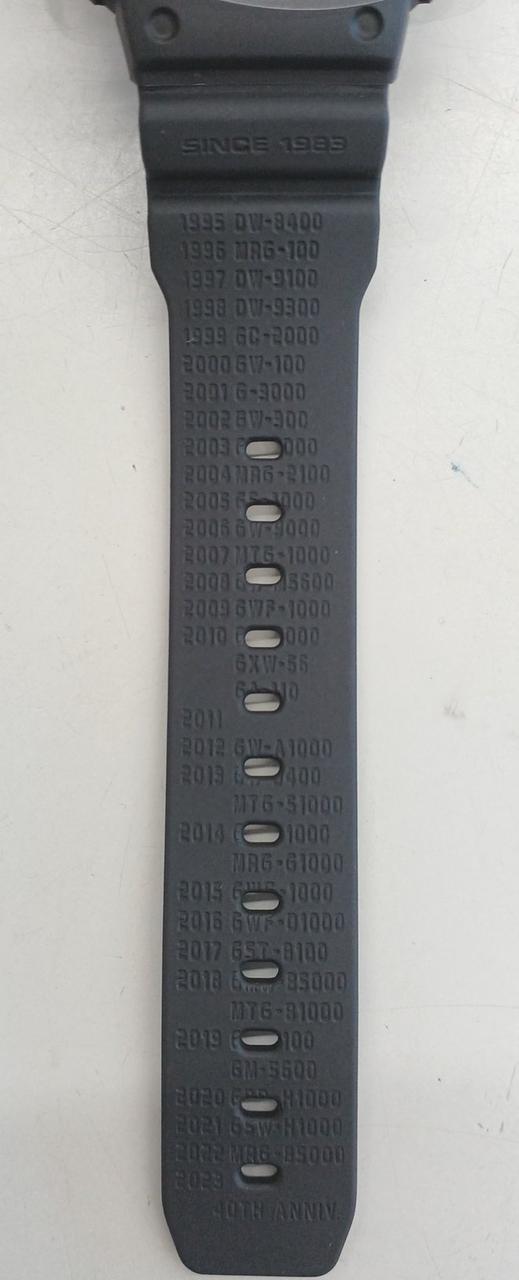 SINCE 1983
1995 DW-8400
1996 MRG-100
1997 DW-9100
1998 DW-9300
1999 GC-2000
2000 GW-100
2001 G-3000
2002 GW-300
2003
2004 MRG-2100
2005
2006 GW-9000
2007 MTG-1000
2008
2009 GWF-1000
2010
GXW-56
2011
2012 GW-A1000
2013
MTG-S1000
2014
MRG-G1000
2015
2016 GWF-D1000
2017 GST-B100
2018
MTG-B1000
2019
GM-5600
2020
2021 GSW-H1000
2022 MRG-B5000
2023
40TH ANNIV.